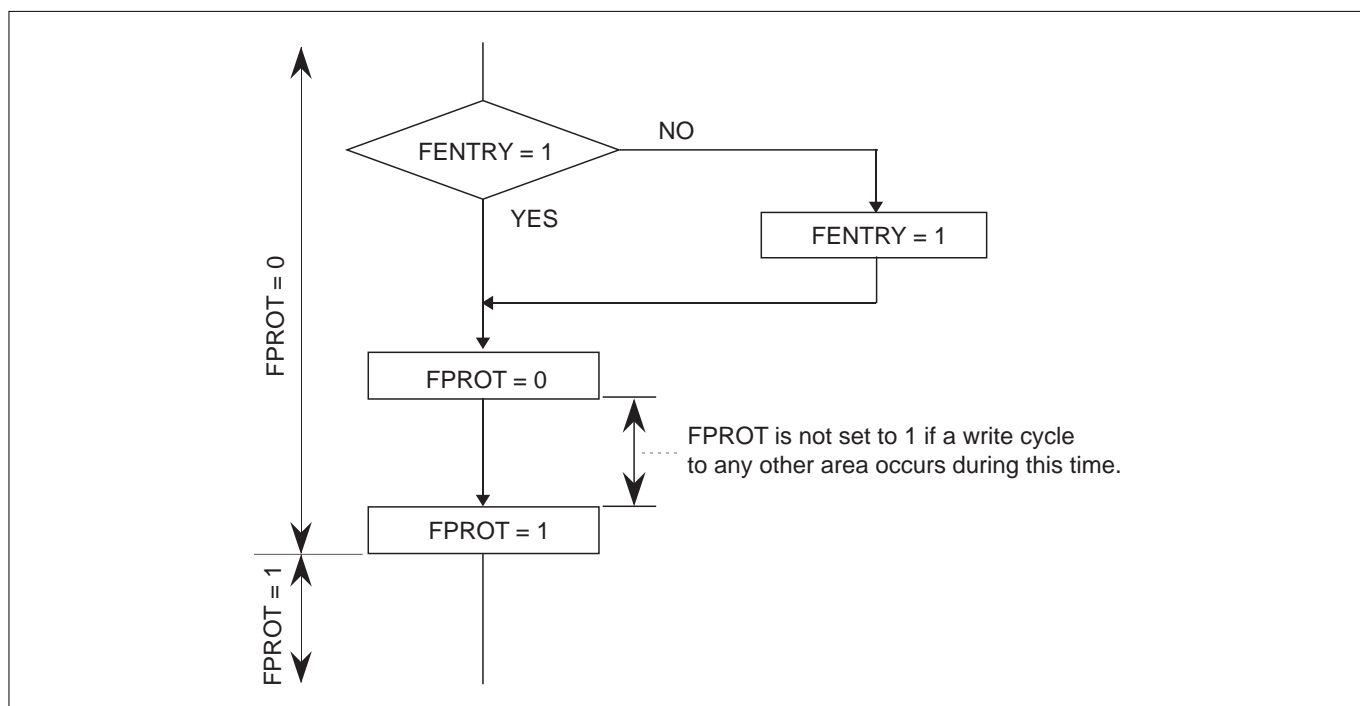 FENTRY = 1
NO
YES
FENTRY = 1
FPROT = 0
FPROT = 0
FPROT is not set to 1 if a write cycle
to any other area occurs during this time.
FPROT = 1
FPROT = 1